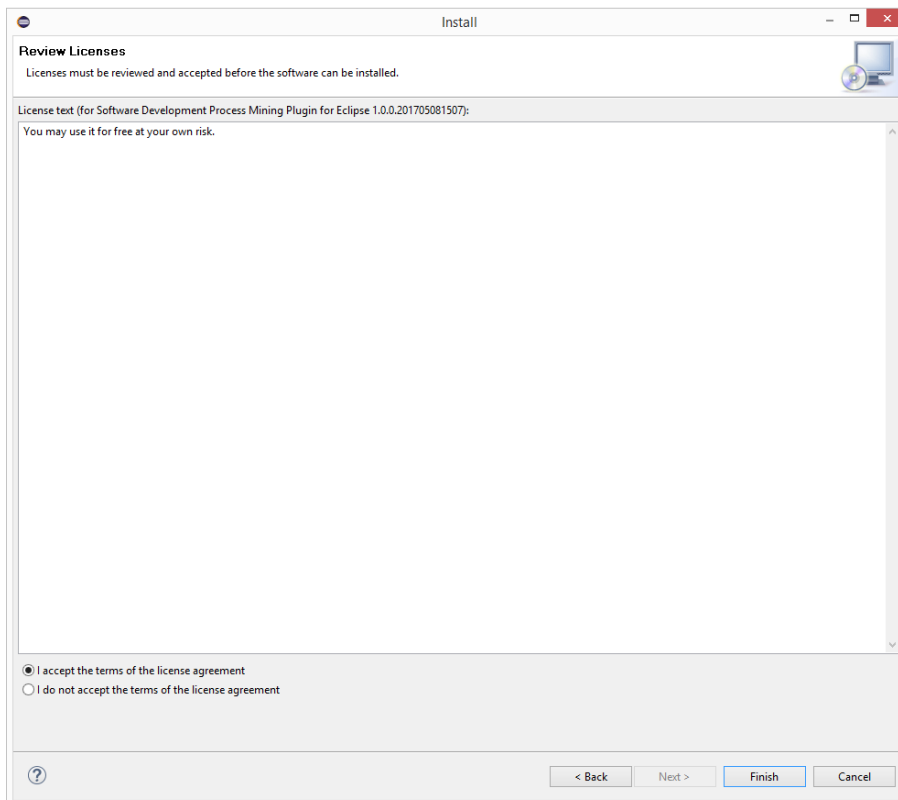 Install
Review Licenses
Licenses must be reviewed and accepted before the software can be installed.
License text (for Software Development Process Mining Plugin for Eclipse 1.0.0.201705081507):
You may use it for free at your own risk.
I accept the terms of the license agreement
I do not accept the terms of the license agreement
? < Back Next > Finish Cancel